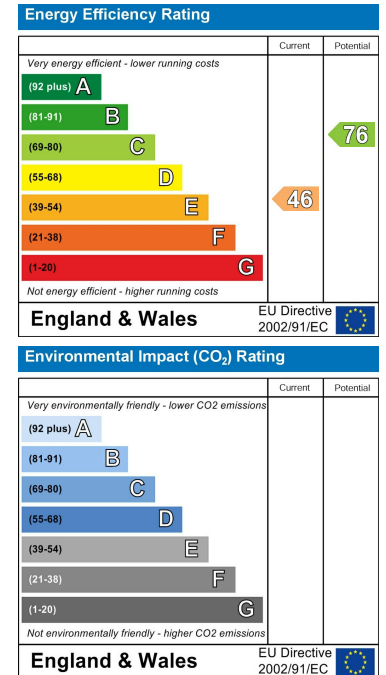 Energy Efficiency Rating
Current Potential
Very energy efficient - lower running costs
(92 plus) A
(81-91) B
76
(69-80) C
(55-68) D
46
(39-54) E
(21-38) F
(1-20) G
Not energy efficient - higher running costs
England & Wales
EU Directive
2002/91/EC
Environmental Impact (CO₂) Rating
Current Potential
Very environmentally friendly - lower CO2 emissions
(92 plus) A
(81-91) B
(69-80) C
(55-68) D
(39-54) E
(21-38) F
(1-20) G
Not environmentally friendly - higher CO2 emissions
England & Wales
EU Directive
2002/91/EC